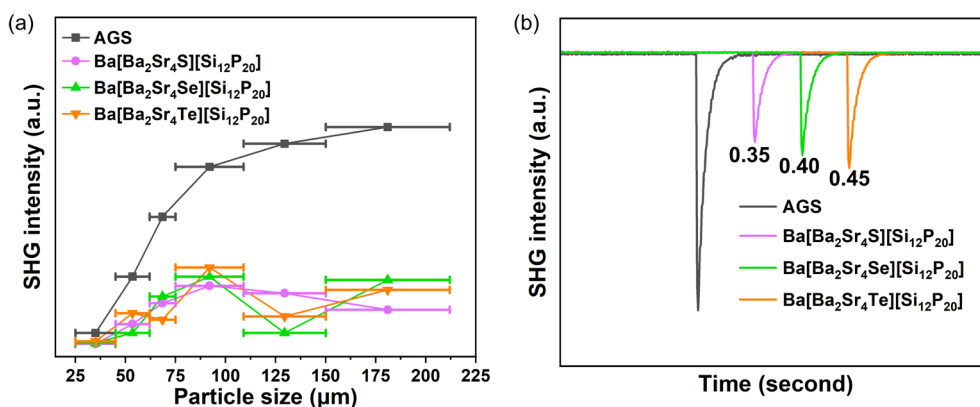 (a)
SHG intensity (a.u.)
AGS
Ba[Ba₂Sr₄S][Si₁₂P₂₀]
Ba[Ba₂Sr₄Se][Si₁₂P₂₀]
Ba[Ba₂Sr₄Te][Si₁₂P₂₀]
25 50 75 100 125 150 175 200 225
Particle size (μm)
(b)
SHG intensity (a.u.)
0.35
0.40
0.45
AGS
Ba[Ba₂Sr₄S][Si₁₂P₂₀]
Ba[Ba₂Sr₄Se][Si₁₂P₂₀]
Ba[Ba₂Sr₄Te][Si₁₂P₂₀]
Time (second)